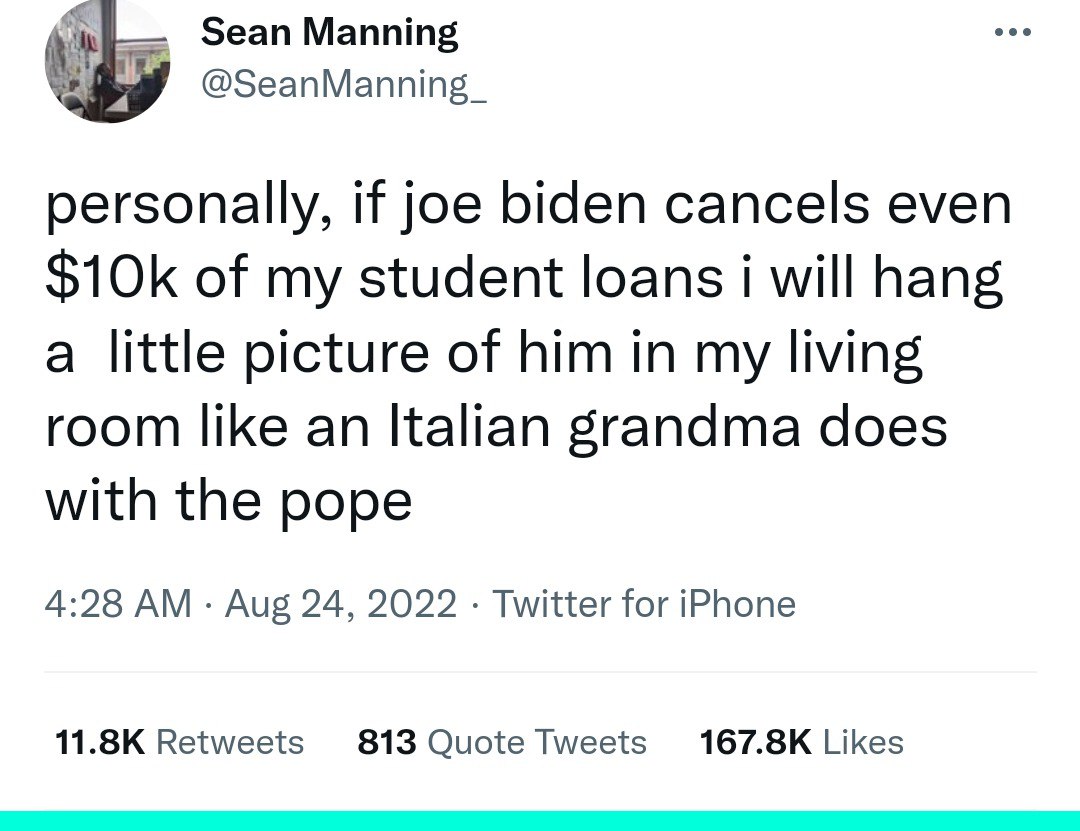 Sean Manning
@SeanManning_
personally, if joe biden cancels even
$10k of my student loans i will hang
a  little picture of him in my living
room like an Italian grandma does
with the pope
4:28 AM · Aug 24, 2022 · Twitter for iPhone
11.8K Retweets 813 Quote Tweets 167.8K Likes